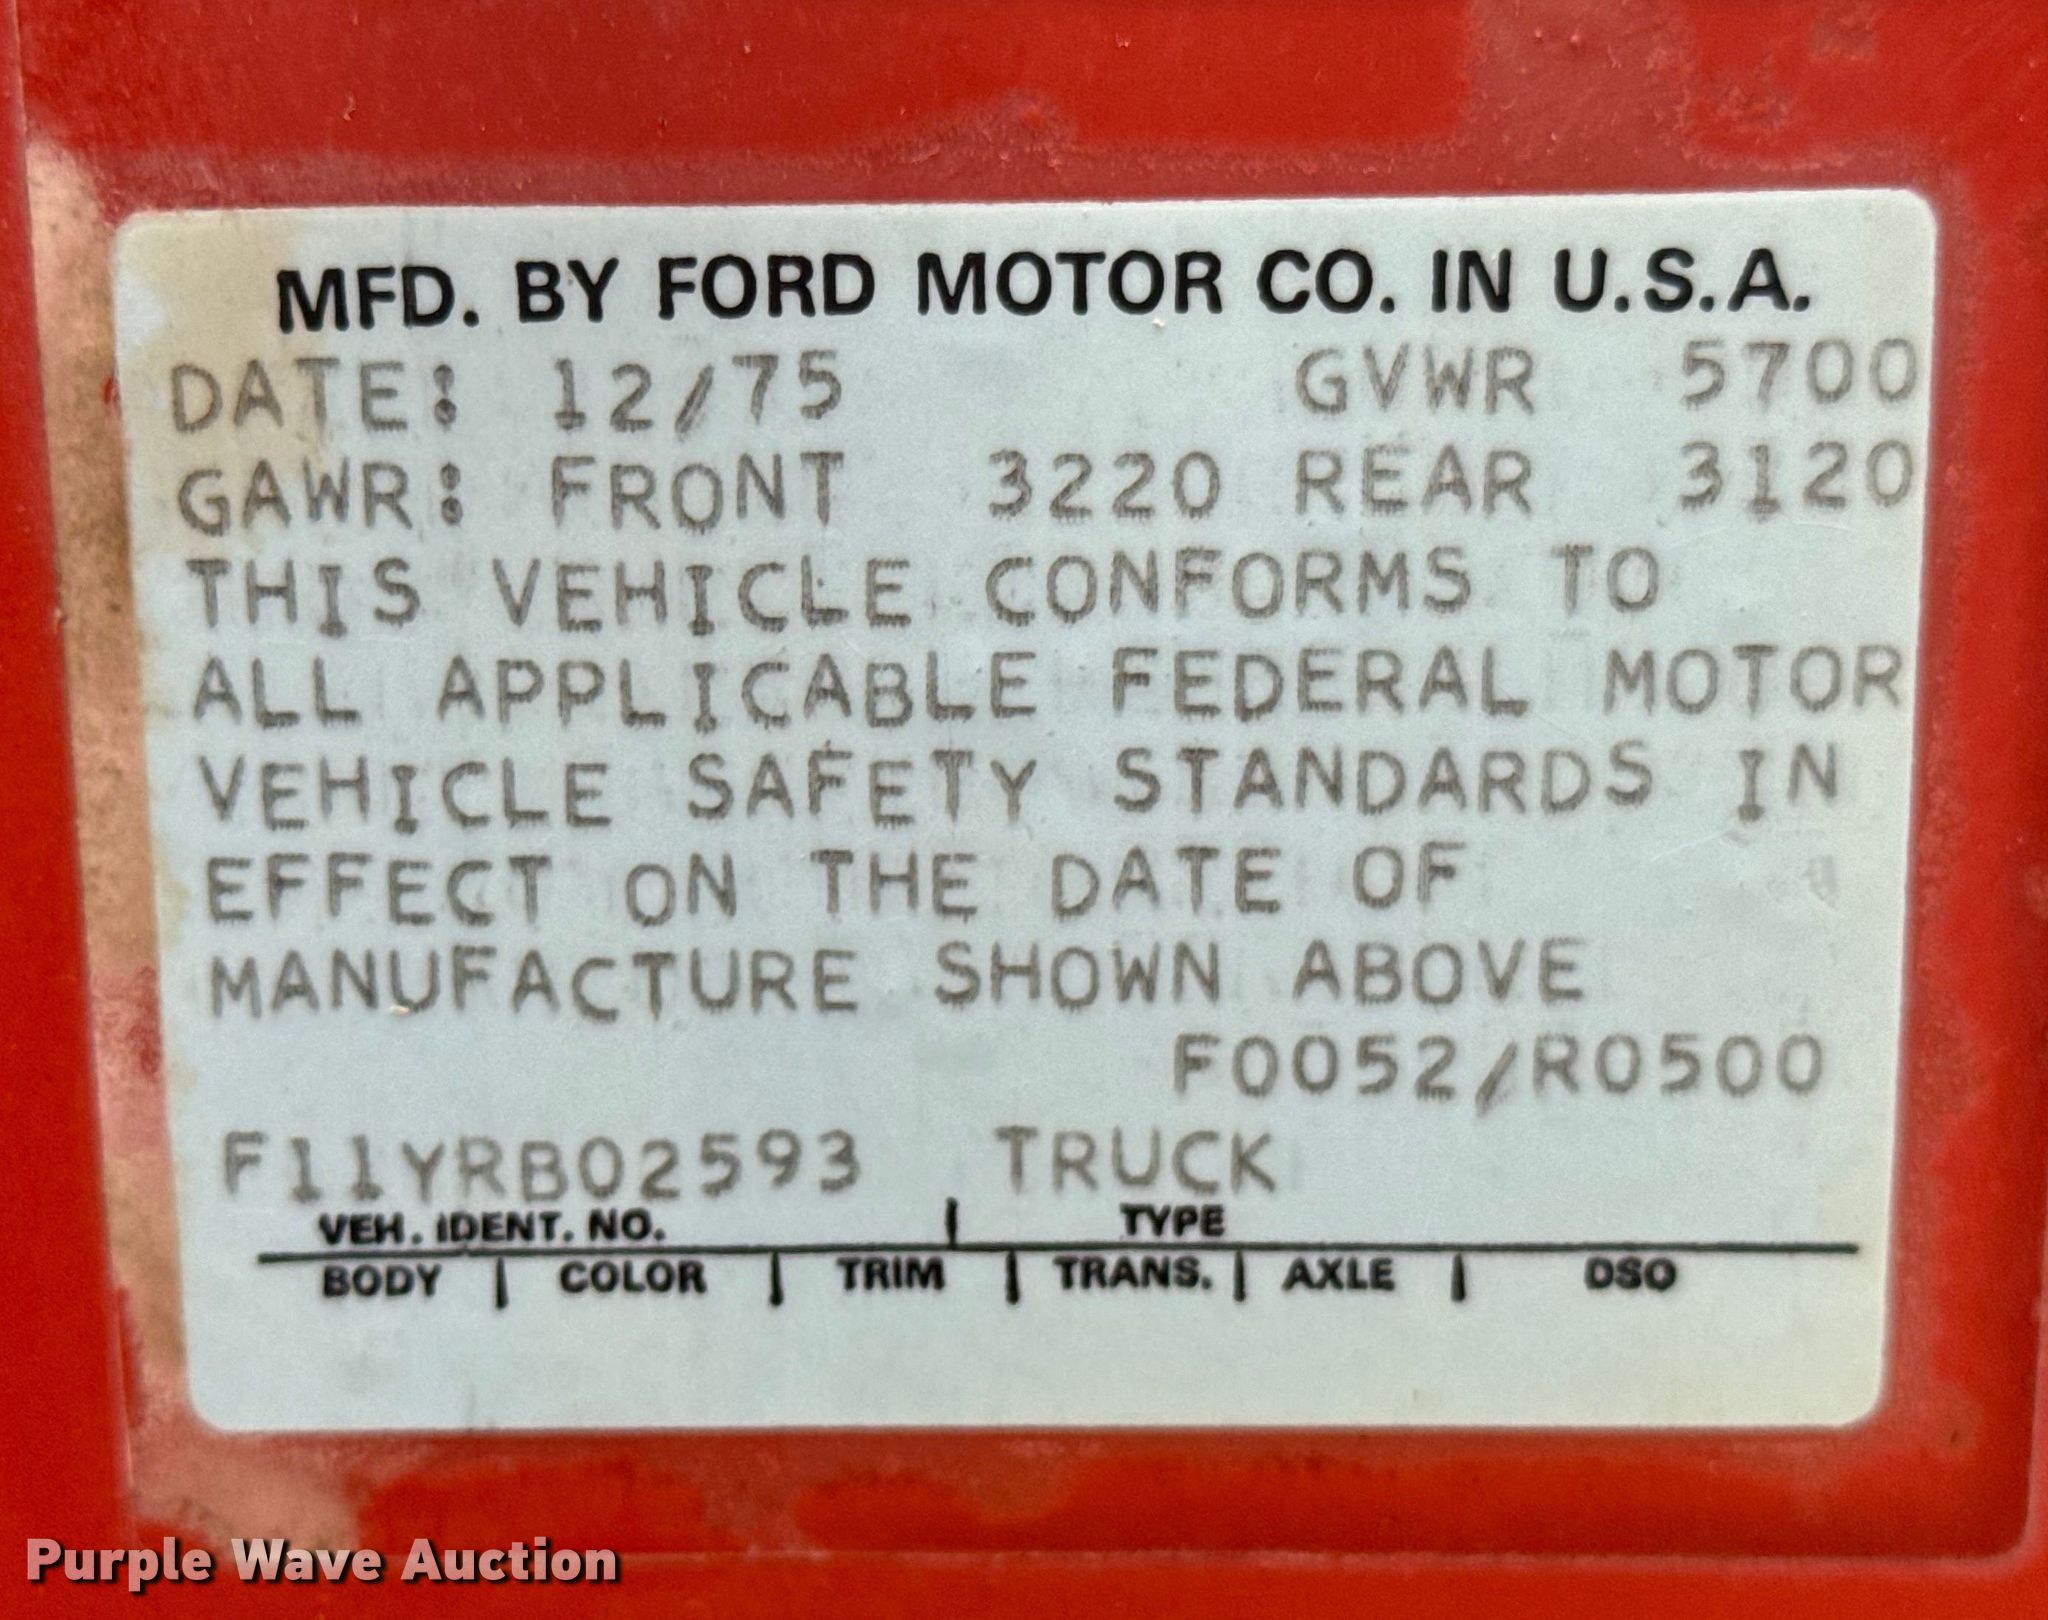 MFD. BY FORD MOTOR CO. IN U.S.A.
DATE: 12/75 GVWR 5700
GAWR: FRONT 3220 REAR 3120
THIS VEHICLE CONFORMS TO
ALL APPLICABLE FEDERAL MOTOR
VEHICLE SAFETY STANDARDS IN
EFFECT ON THE DATE OF
MANUFACTURE SHOWN ABOVE
F0052/R0500
F11YRB02593 TRUCK
VEH. IDENT. NO. | TYPE
BODY | COLOR | TRIM | TRANS. | AXLE | DSO
Purple Wave Auction